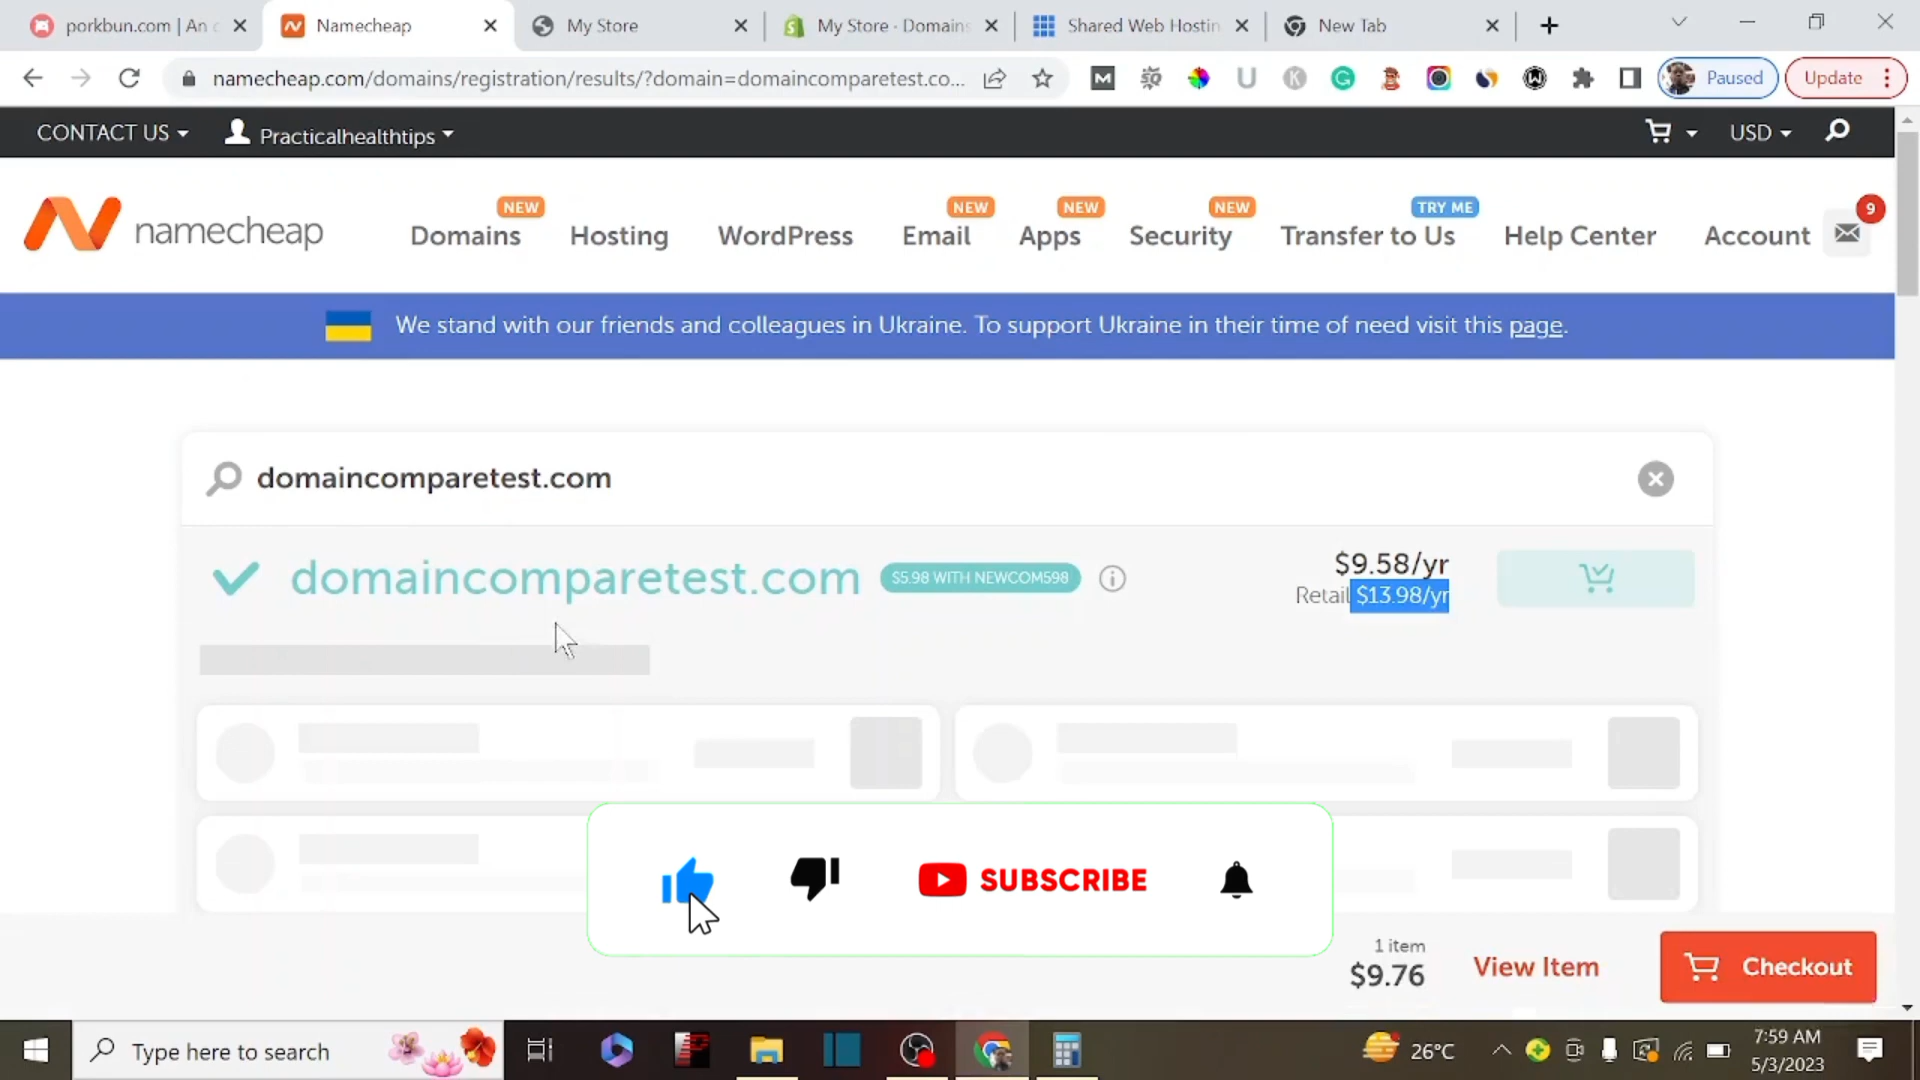 porkbun.com | An
Namecheap
My Store
My Store · Domains
Shared Web Hostin
New Tab
namecheap.com/domains/registration/results/?domain=domaincomparetest.co...
Paused
Update
CONTACT US
Practicalhealthtips
USD
namecheap
Domains NEW
Hosting
WordPress
Email NEW
Apps NEW
Security NEW
Transfer to Us TRY ME
Help Center
Account
9
We stand with our friends and colleagues in Ukraine. To support Ukraine in their time of need visit this page.
domaincomparetest.com
domaincomparetest.com
$5.98 WITH NEWCOM598
$9.58/yr
Retail $13.98/yr
SUBSCRIBE
1 item
$9.76
View Item
Checkout
Type here to search
26°C
7:59 AM
5/3/2023